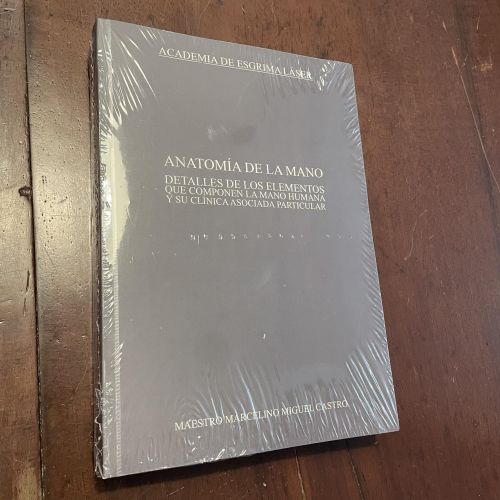 ACADEMIA DE ESGRIMA LÁSER
ANATOMÍA DE LA MANO
DETALLES DE LOS ELEMENTOS
QUE COMPONEN LA MANO HUMANA
Y SU CLÍNICA ASOCIADA PARTICULAR
MAESTRO MARCELINO MIGUEL CASTRO